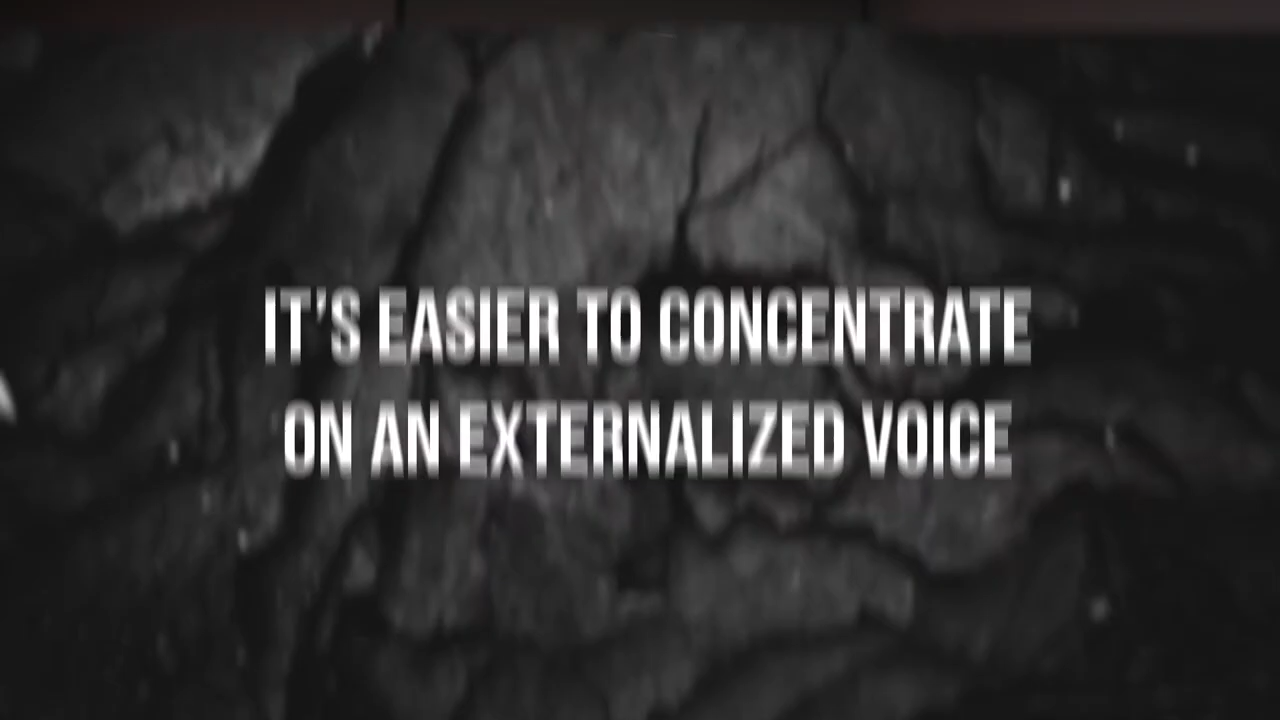 IT'S EASIER TO CONCENTRATE
ON AN EXTERNALIZED VOICE